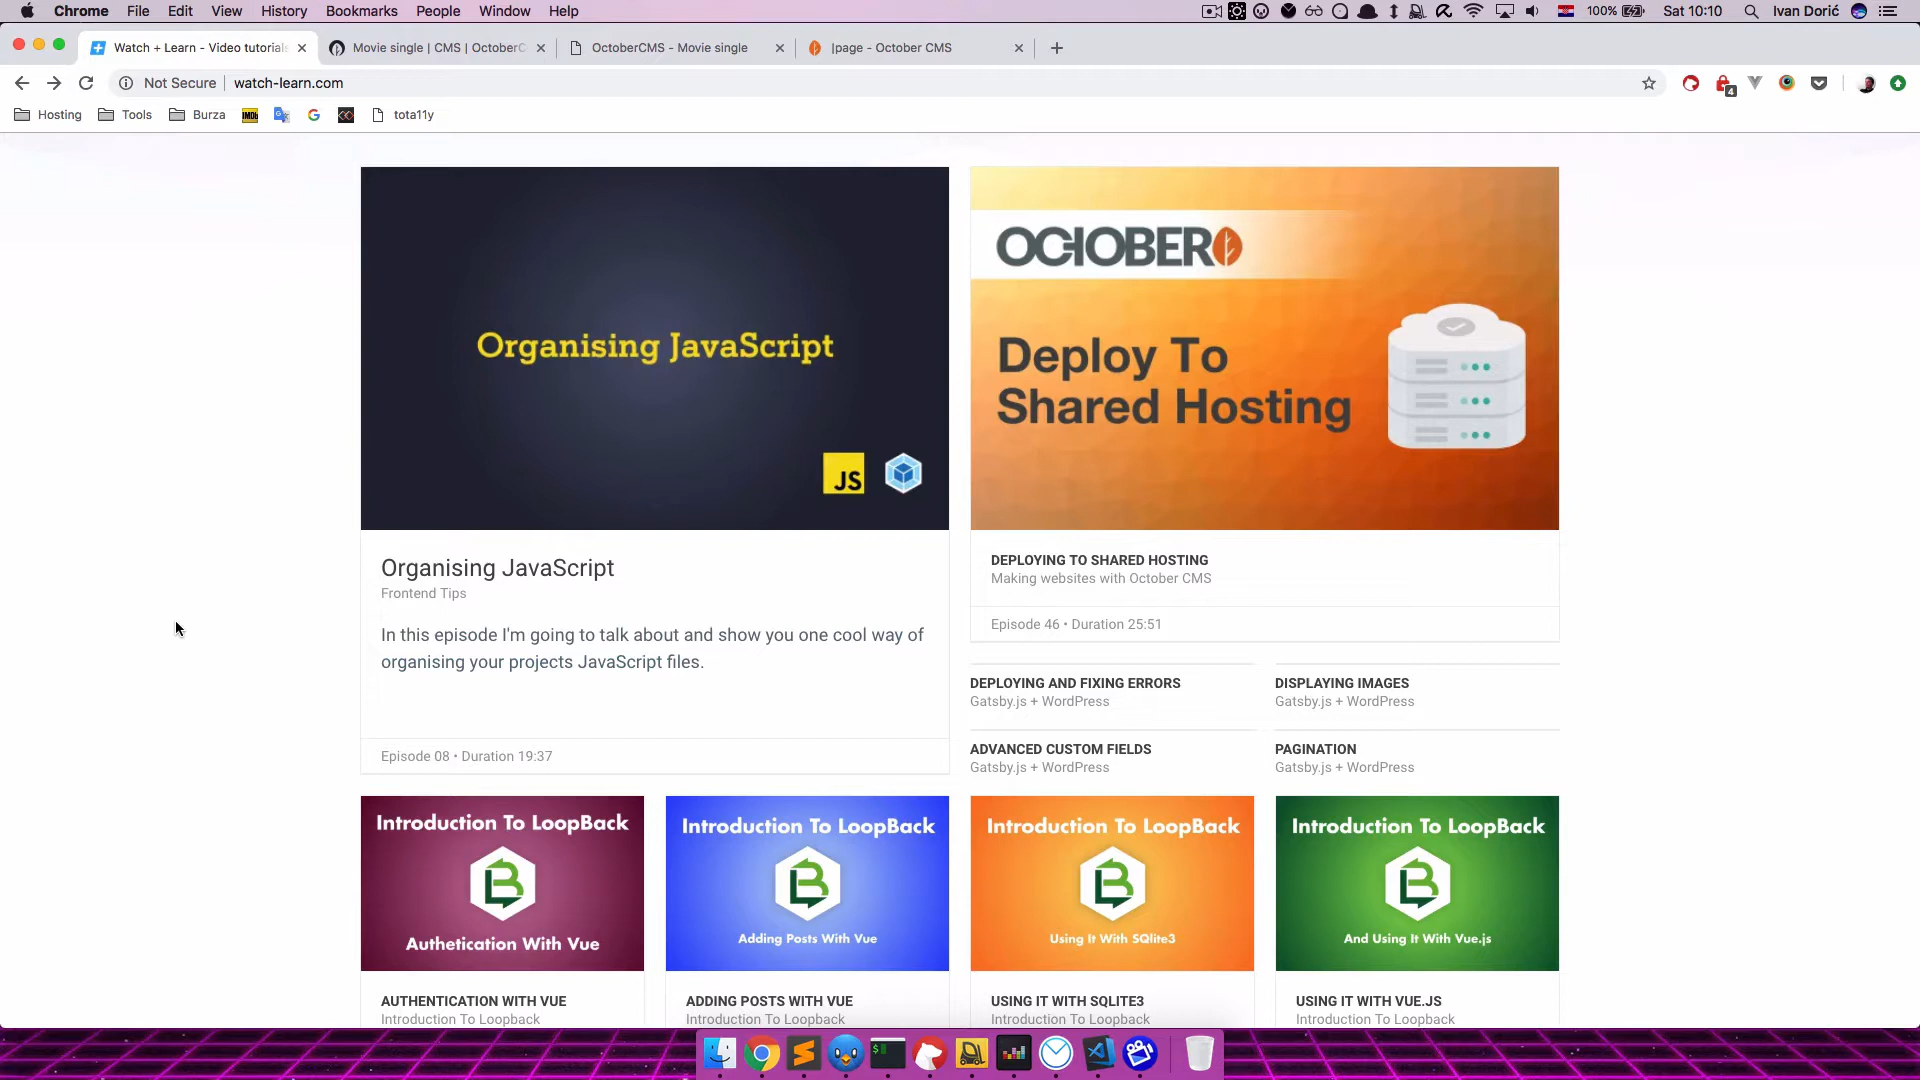 Chrome File Edit View History Bookmarks People Window Help
100% Sat 10:10 Ivan Dorić
Watch + Learn - Video tutorials
Movie single | CMS | OctoberC
OctoberCMS - Movie single
|page - October CMS
Not Secure watch-learn.com
4
Hosting Tools Burza IMDb G tota11y
Organising JavaScript
JS
OCTOBER
Deploy To
Shared Hosting
Organising JavaScript
Frontend Tips
In this episode I'm going to talk about and show you one cool way of
organising your projects JavaScript files.
Episode 08 • Duration 19:37
DEPLOYING TO SHARED HOSTING
Making websites with October CMS
Episode 46 • Duration 25:51
DEPLOYING AND FIXING ERRORS
Gatsby.js + WordPress
DISPLAYING IMAGES
Gatsby.js + WordPress
ADVANCED CUSTOM FIELDS
Gatsby.js + WordPress
PAGINATION
Gatsby.js + WordPress
Introduction To LoopBack
Authetication With Vue
Introduction To LoopBack
Adding Posts With Vue
Introduction To LoopBack
Using It With SQlite3
Introduction To LoopBack
And Using It With Vue.js
AUTHENTICATION WITH VUE
Introduction To Loopback
ADDING POSTS WITH VUE
Introduction To Loopback
USING IT WITH SQLITE3
Introduction To Loopback
USING IT WITH VUE.JS
Introduction To Loopback